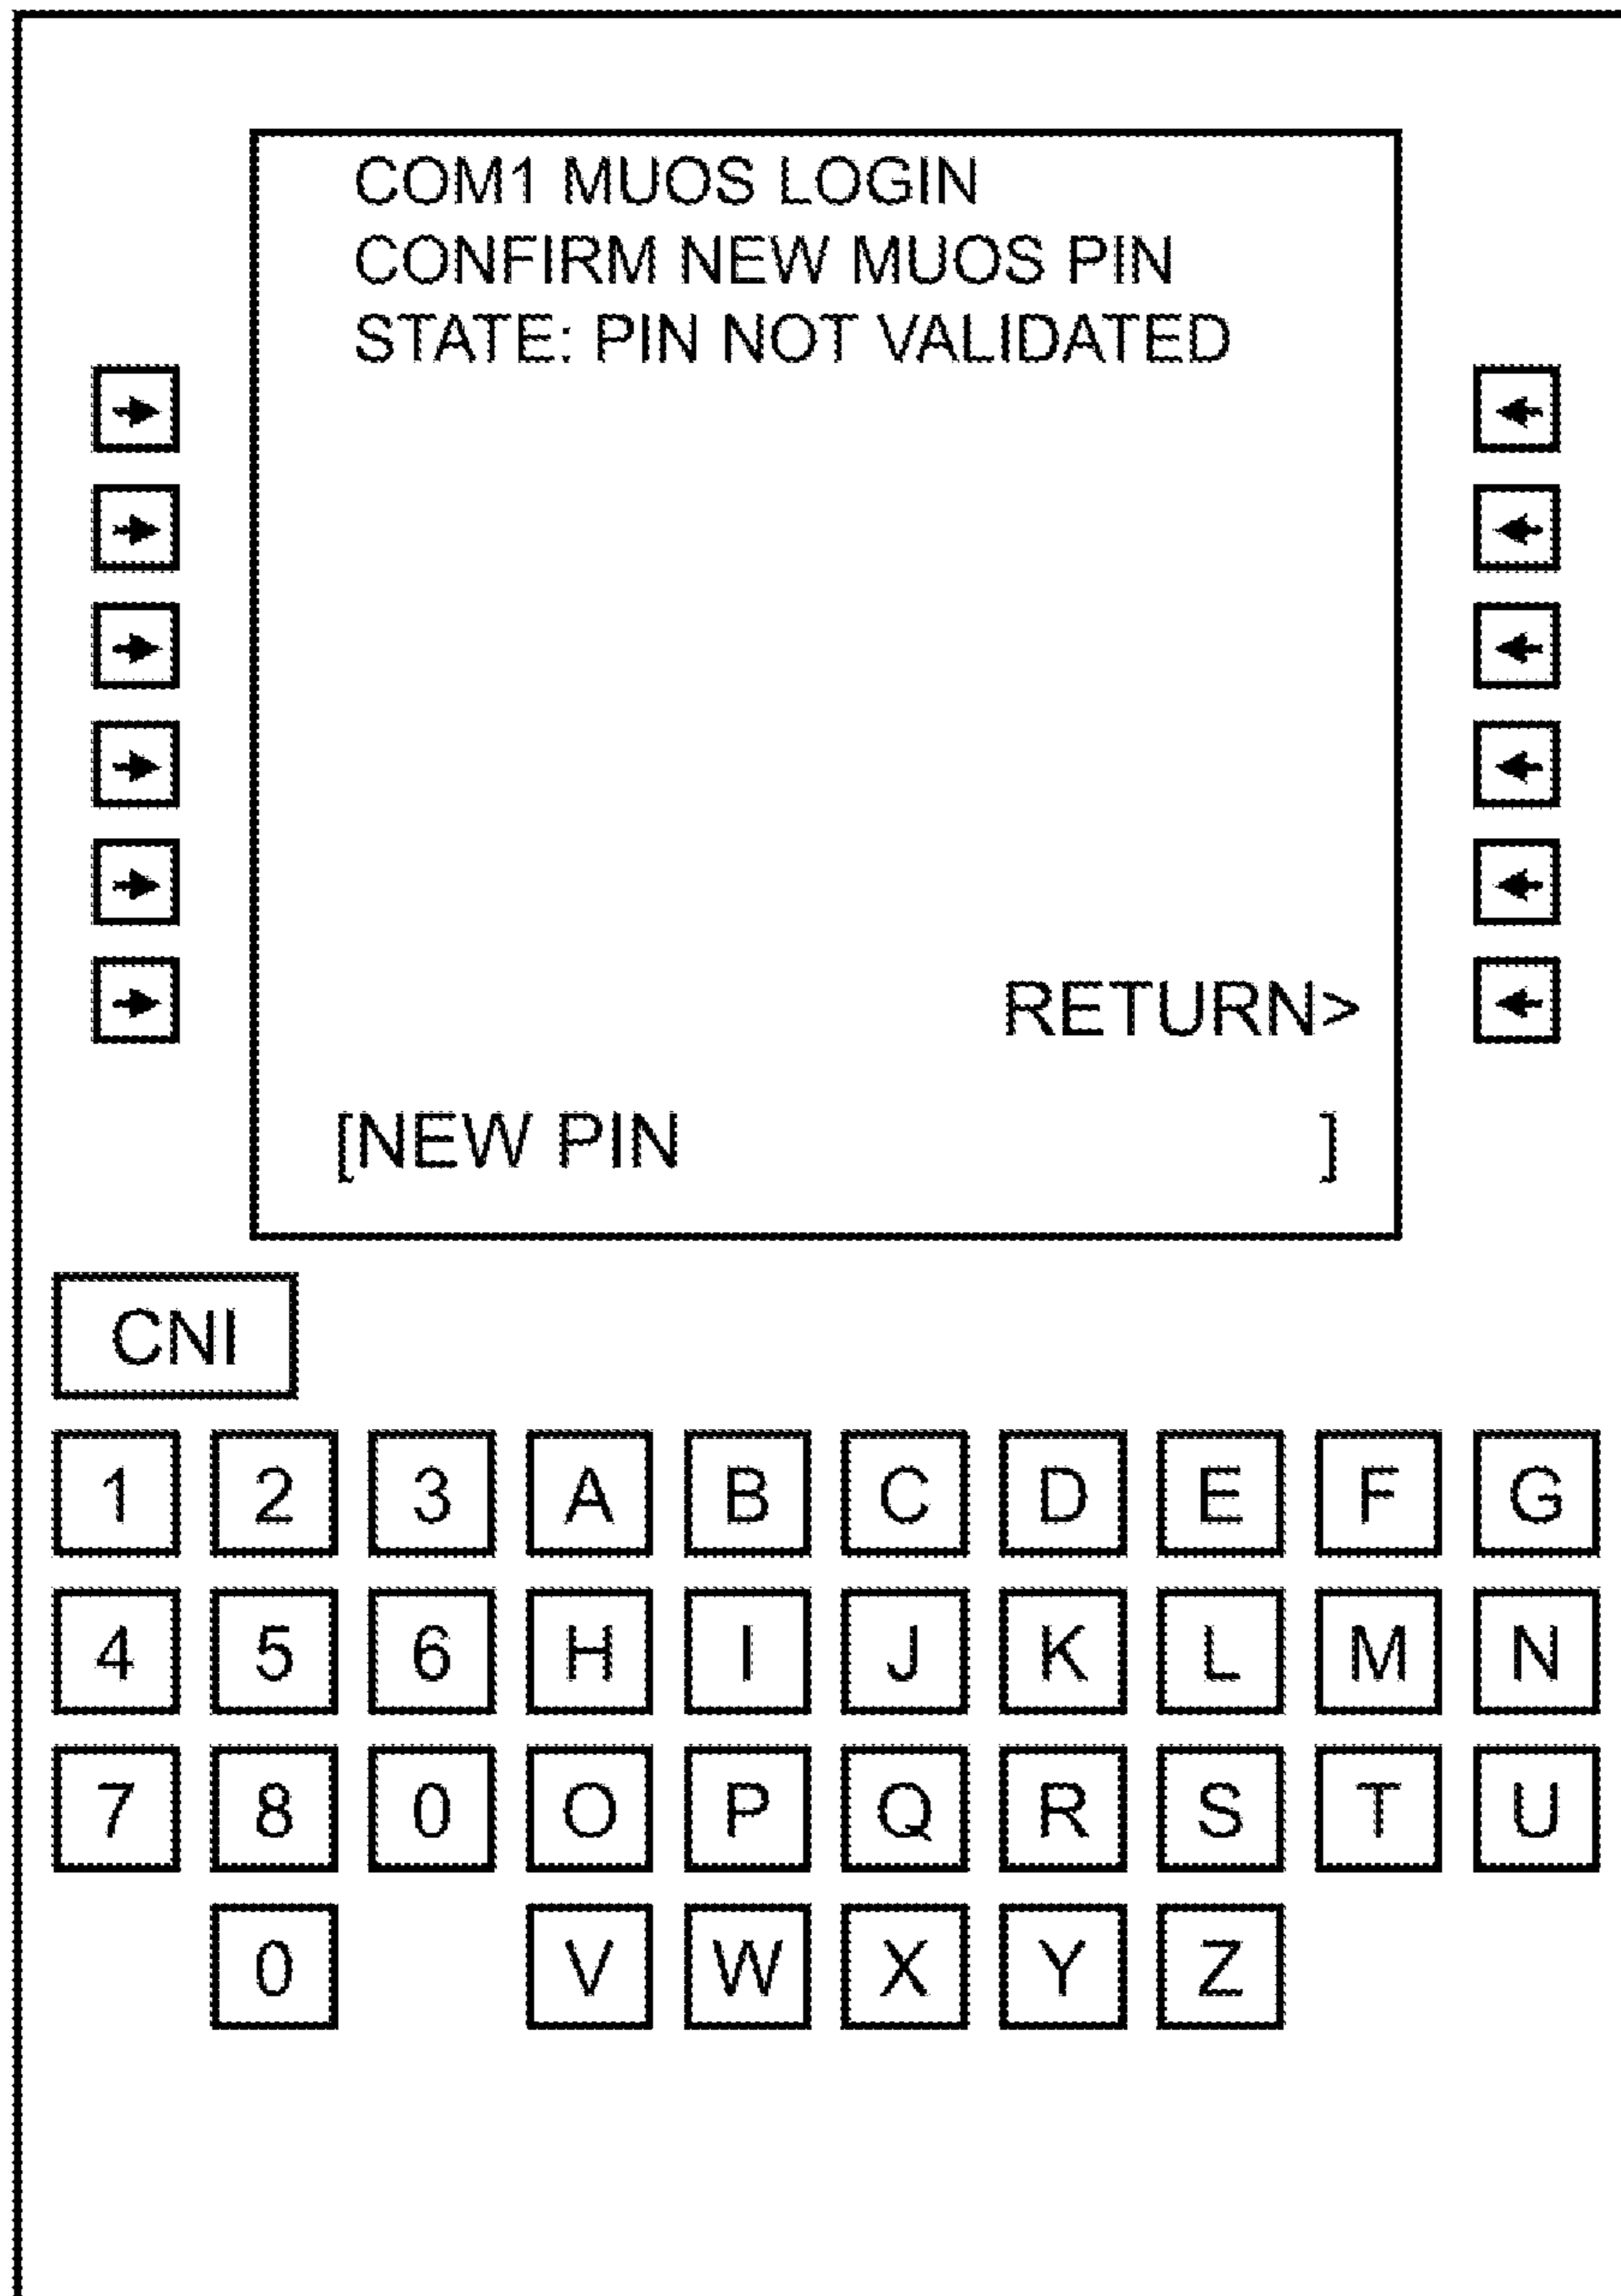 COM1 MUOS LOGIN
CONFIRM NEW MUOS PIN
STATE: PIN NOT VALIDATED
RETURN>
[NEW PIN ]
CNI
1 2 3 A B C D E F G
4 5 6 H I J K L M N
7 8 0 O P Q R S T U
0 V W X Y Z